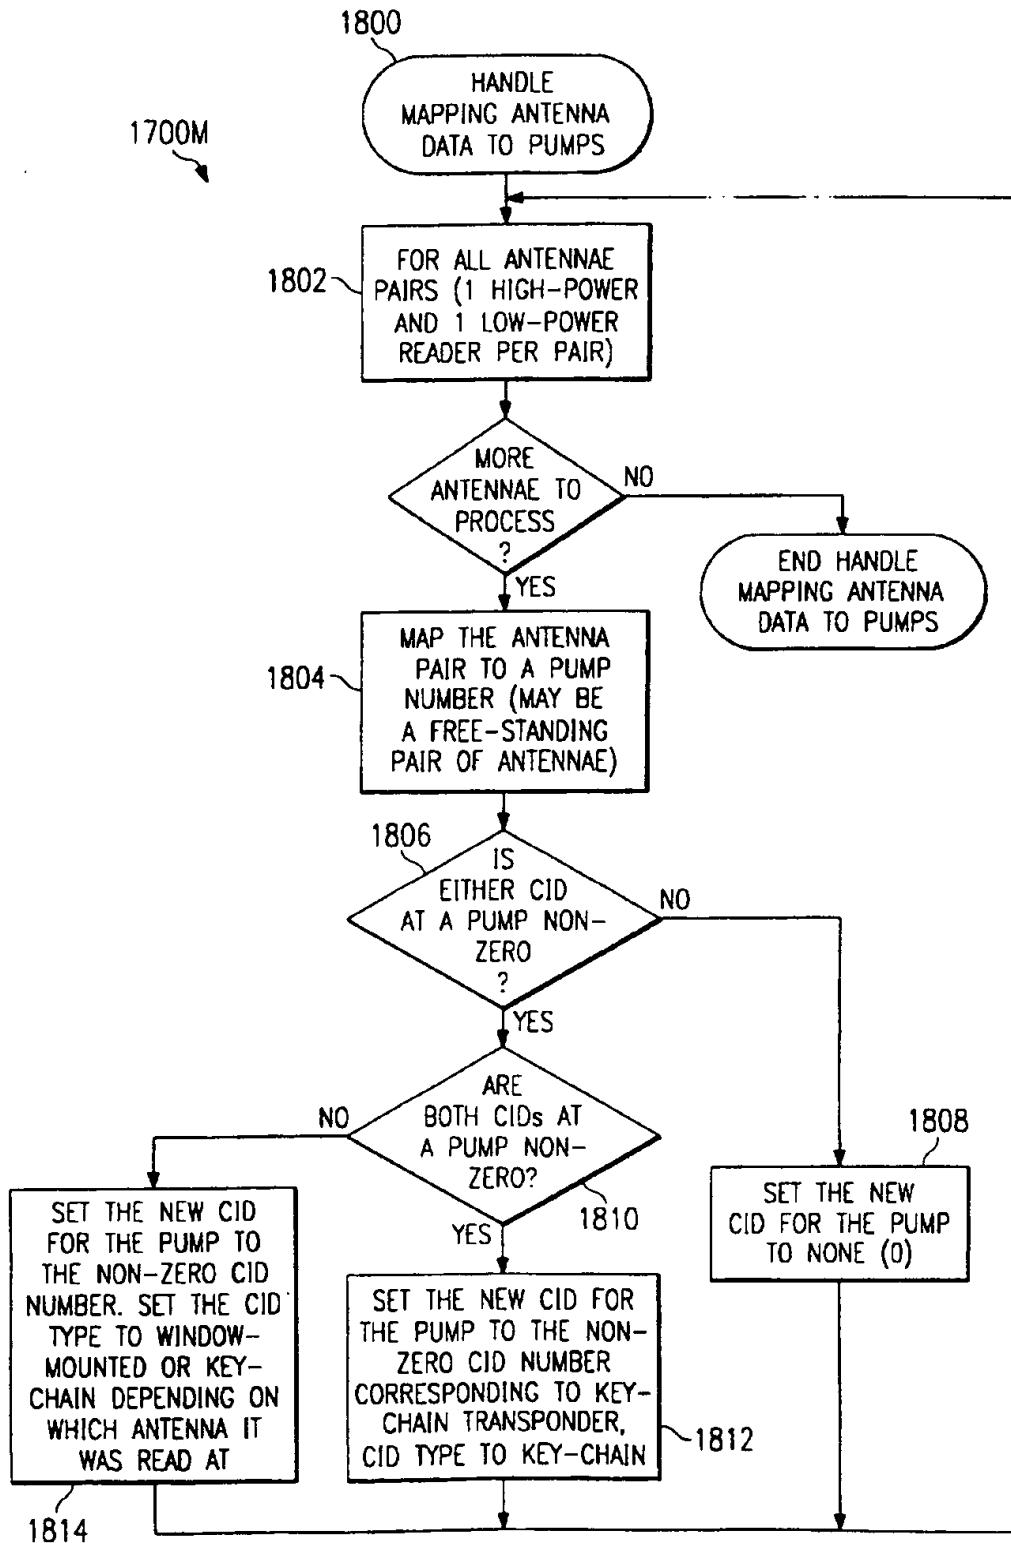 1800
HANDLE
MAPPING ANTENNA
DATA TO PUMPS
1700M
FOR ALL ANTENNAE
PAIRS (1 HIGH-POWER
AND 1 LOW-POWER
READER PER PAIR)
1802
MORE
ANTENNAE TO
PROCESS
?
NO
YES
END HANDLE
MAPPING ANTENNA
DATA TO PUMPS
MAP THE ANTENNA
PAIR TO A PUMP
NUMBER (MAY BE
A FREE-STANDING
PAIR OF ANTENNAE)
1804
1806
IS
EITHER CID
AT A PUMP NON-
ZERO
?
NO
YES
ARE
BOTH CIDs AT
A PUMP NON-
ZERO?
NO
YES
1810
1808
SET THE NEW
CID FOR THE PUMP
TO NONE (0)
SET THE NEW CID
FOR THE PUMP TO
THE NON-ZERO CID
NUMBER. SET THE CID
TYPE TO WINDOW-
MOUNTED OR KEY-
CHAIN DEPENDING ON
WHICH ANTENNA IT
WAS READ AT
1814
SET THE NEW CID FOR
THE PUMP TO THE NON-
ZERO CID NUMBER
CORRESPONDING TO KEY-
CHAIN TRANSPONDER,
CID TYPE TO KEY-CHAIN
1812